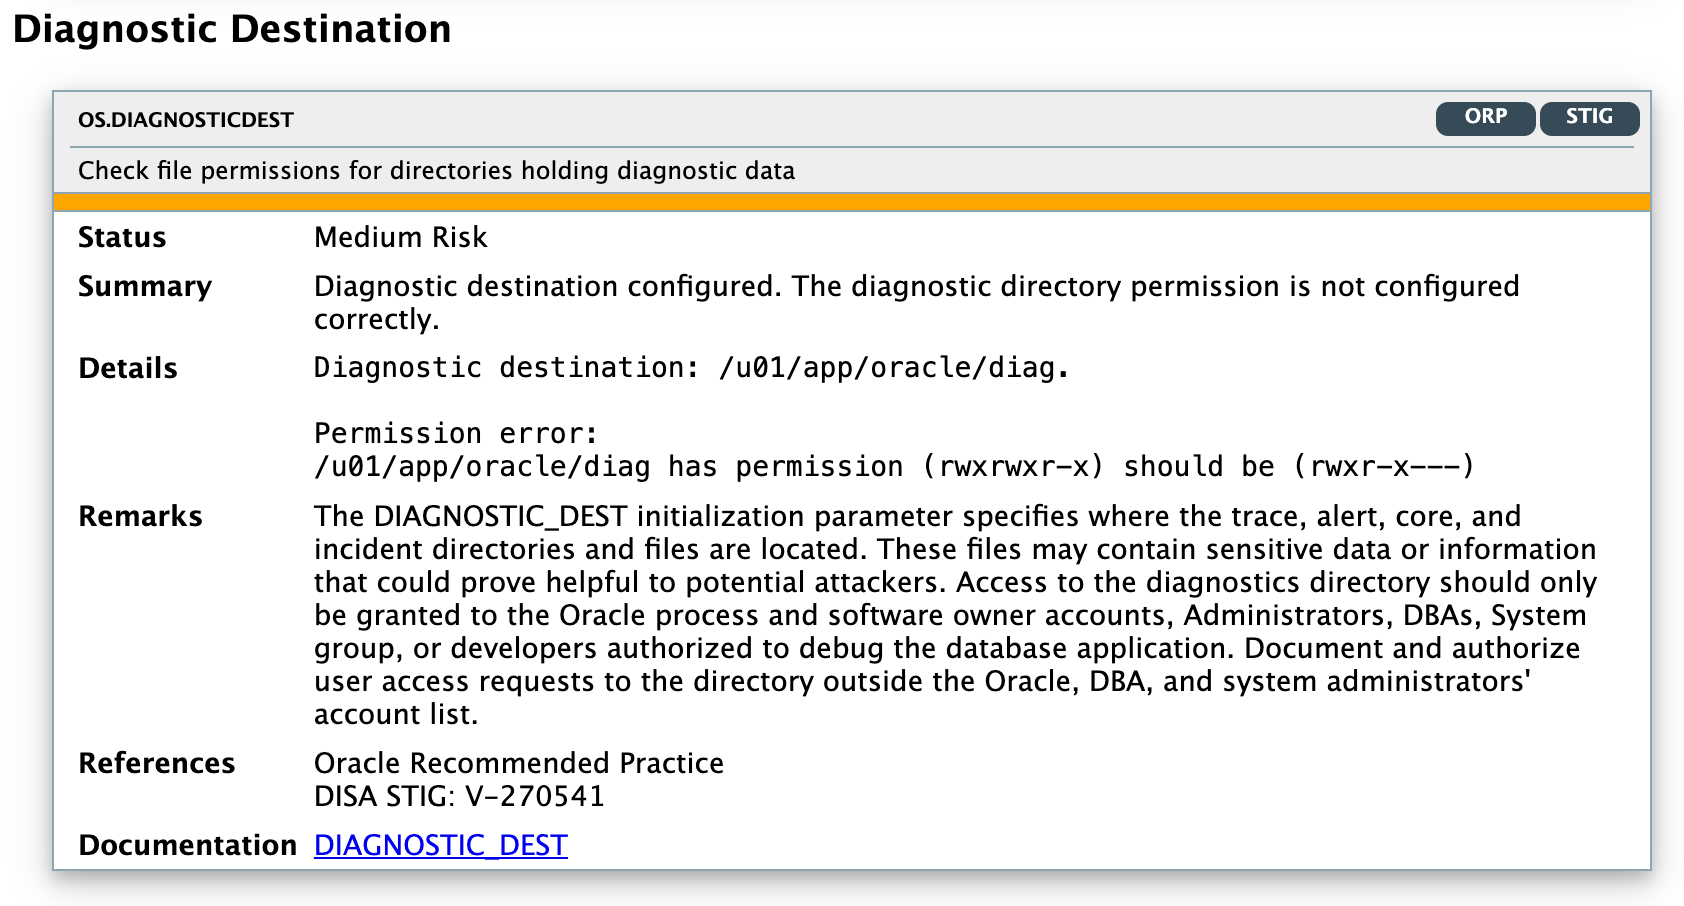 Diagnostic Destination
OS.DIAGNOSTICDEST
ORP
STIG
Check file permissions for directories holding diagnostic data
Status
Medium Risk
Summary
Diagnostic destination configured. The diagnostic directory permission is not configured
correctly.
Details
Diagnostic destination: /u01/app/oracle/diag.
Permission error:
/u01/app/oracle/diag has permission (rwxrwxr-x) should be (rwxr-x---)
Remarks
The DIAGNOSTIC_DEST initialization parameter specifies where the trace, alert, core, and
incident directories and files are located. These files may contain sensitive data or information
that could prove helpful to potential attackers. Access to the diagnostics directory should only
be granted to the Oracle process and software owner accounts, Administrators, DBAs, System
group, or developers authorized to debug the database application. Document and authorize
user access requests to the directory outside the Oracle, DBA, and system administrators'
account list.
References
Oracle Recommended Practice
DISA STIG: V-270541
Documentation
DIAGNOSTIC_DEST